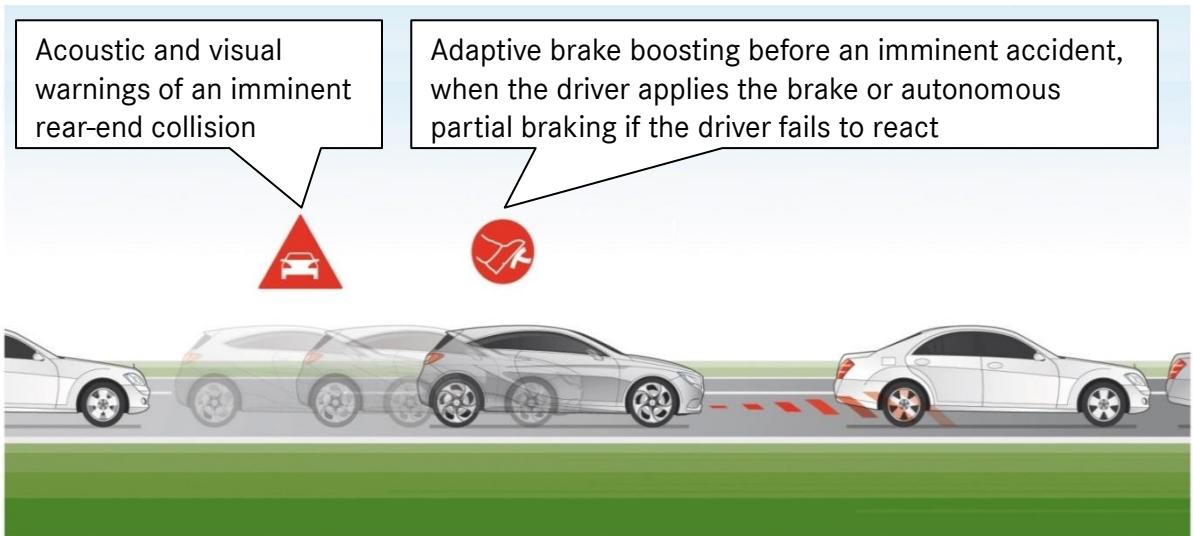 Acoustic and visual
warnings of an imminent
rear-end collision
Adaptive brake boosting before an imminent accident,
when the driver applies the brake or autonomous
partial braking if the driver fails to react